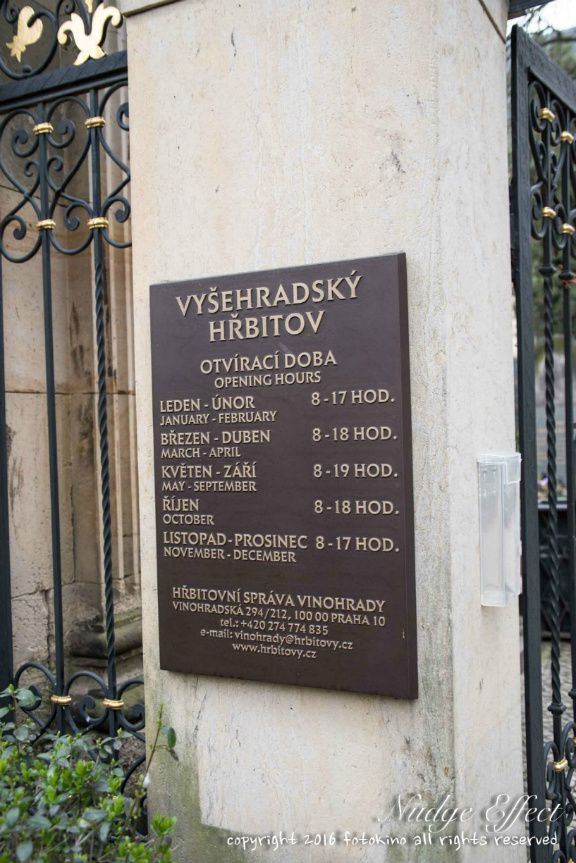 VYŠEHRADSKÝ
HŘBITOV
OTVÍRACÍ DOBA
OPENING HOURS
LEDEN - ÚNOR 8 - 17 HOD.
JANUARY - FEBRUARY
BŘEZEN - DUBEN 8 - 18 HOD.
MARCH - APRIL
KVĚTEN - ZÁŘÍ 8 - 19 HOD.
MAY - SEPTEMBER
ŘÍJEN 8 - 18 HOD.
OCTOBER
LISTOPAD - PROSINEC 8 - 17 HOD.
NOVEMBER - DECEMBER
HŘBITOVNÍ SPRÁVA VINOHRADY
VINOHRADSKÁ 294/212, 100 00 PRAHA 10
tel.: +420 274 774 835
e-mail: vinohrady@hrbitovy.cz
www.hrbitovy.cz
Nudge Effect
copyright 2016 fotokino all rights reserved